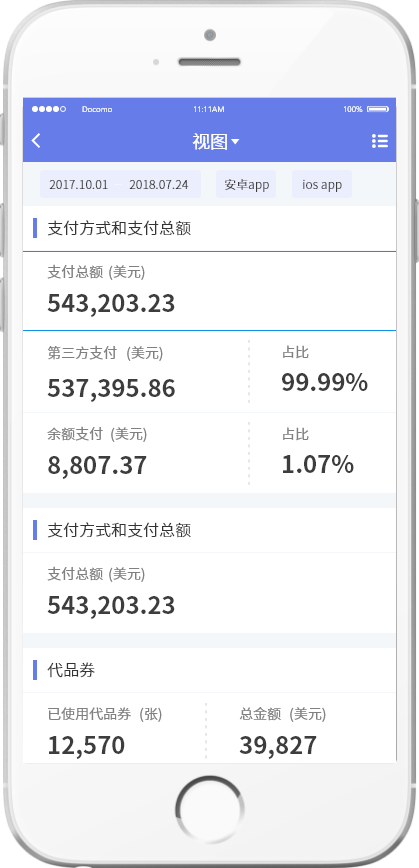 Docomo 11:11AM 100%
视图
2017.10.01 - 2018.07.24 安卓app ios app
支付方式和支付总额
支付总额 (美元)
543,203.23
第三方支付 (美元) 占比
537,395.86 99.99%
余额支付 (美元) 占比
8,807.37 1.07%
支付方式和支付总额
支付总额 (美元)
543,203.23
代品券
已使用代品券 (张) 总金额 (美元)
12,570 39,827